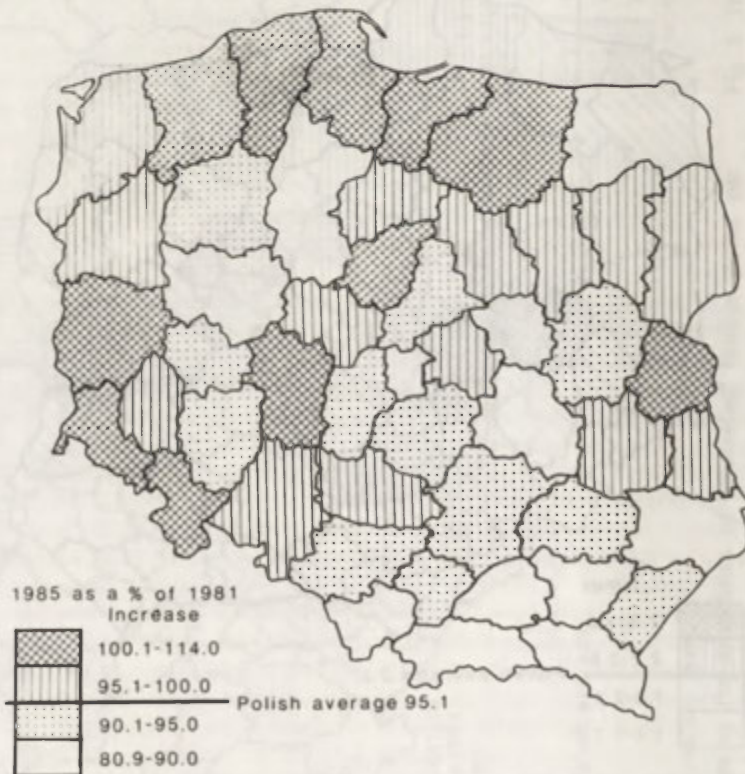 1985 as a % of 1981
Increase
100.1-114.0
95.1-100.0
Polish average 95.1
90.1-95.0
80.9-90.0